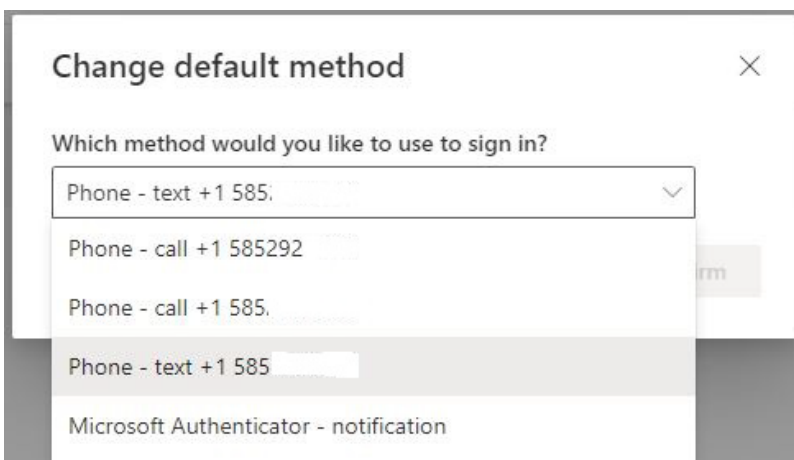 Change default method
Which method would you like to use to sign in?
Phone - text +1 585
Phone - call +1 585292
Phone - call +1 585
Phone - text +1 585
Microsoft Authenticator - notification